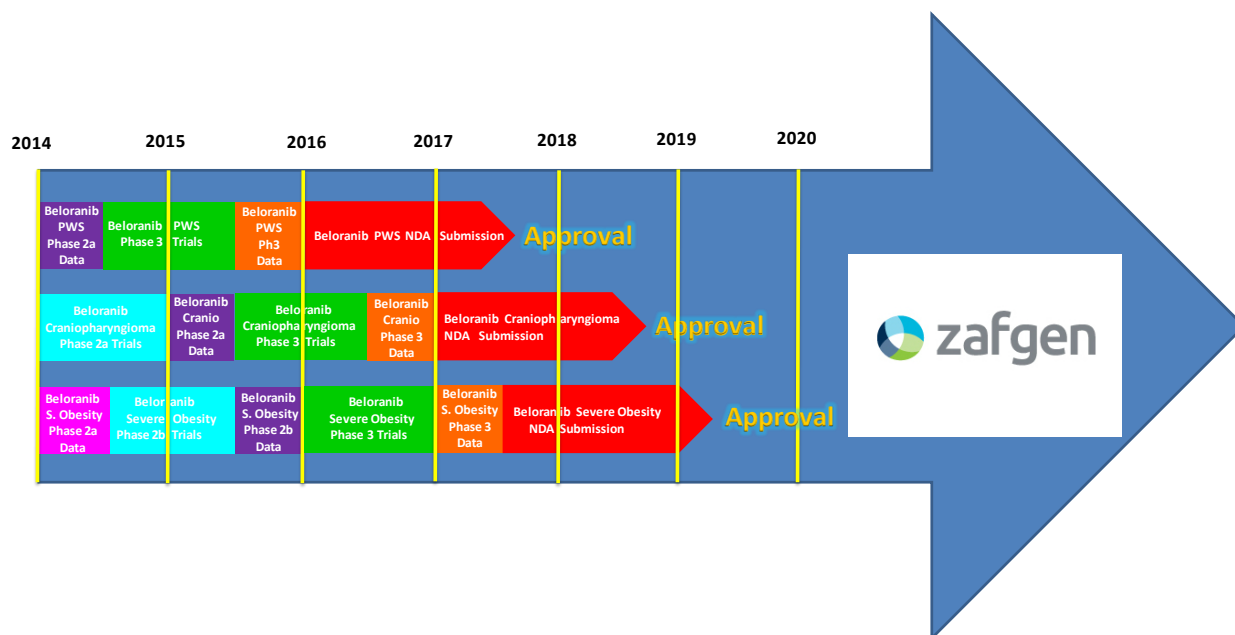 2014 2015 2016 2017 2018 2019 2020
Beloranib
PWS
Phase 2a
Data
Beloranib PWS
Phase 3 Trials
Beloranib
PWS
Ph3
Data
Beloranib PWS NDA Submission
Approval
Beloranib
Craniopharyngioma
Phase 2a Trials
Beloranib
Cranio
Phase 2a
Data
Beloranib
Craniopharyngioma
Phase 3 Trials
Beloranib
Cranio
Phase 3
Data
Beloranib Craniopharyngioma
NDA Submission
Approval
Beloranib
S. Obesity
Phase 2a
Data
Beloranib
Severe Obesity
Phase 2b Trials
Beloranib
S. Obesity
Phase 2b
Data
Beloranib
Severe Obesity
Phase 3 Trials
Beloranib
S. Obesity
Phase 3
Data
Beloranib Severe Obesity
NDA Submission
Approval
zafgen